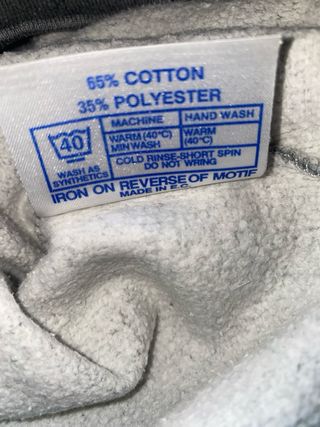 65% COTTON
35% POLYESTER
40
WASH AS
SYNTHETICS
MACHINE
HAND WASH
WARM (40°C)
MIN WASH
WARM
(40°C)
COLD RINSE-SHORT SPIN
DO NOT WRING
IRON ON REVERSE OF MOTIF
MADE IN E.C.